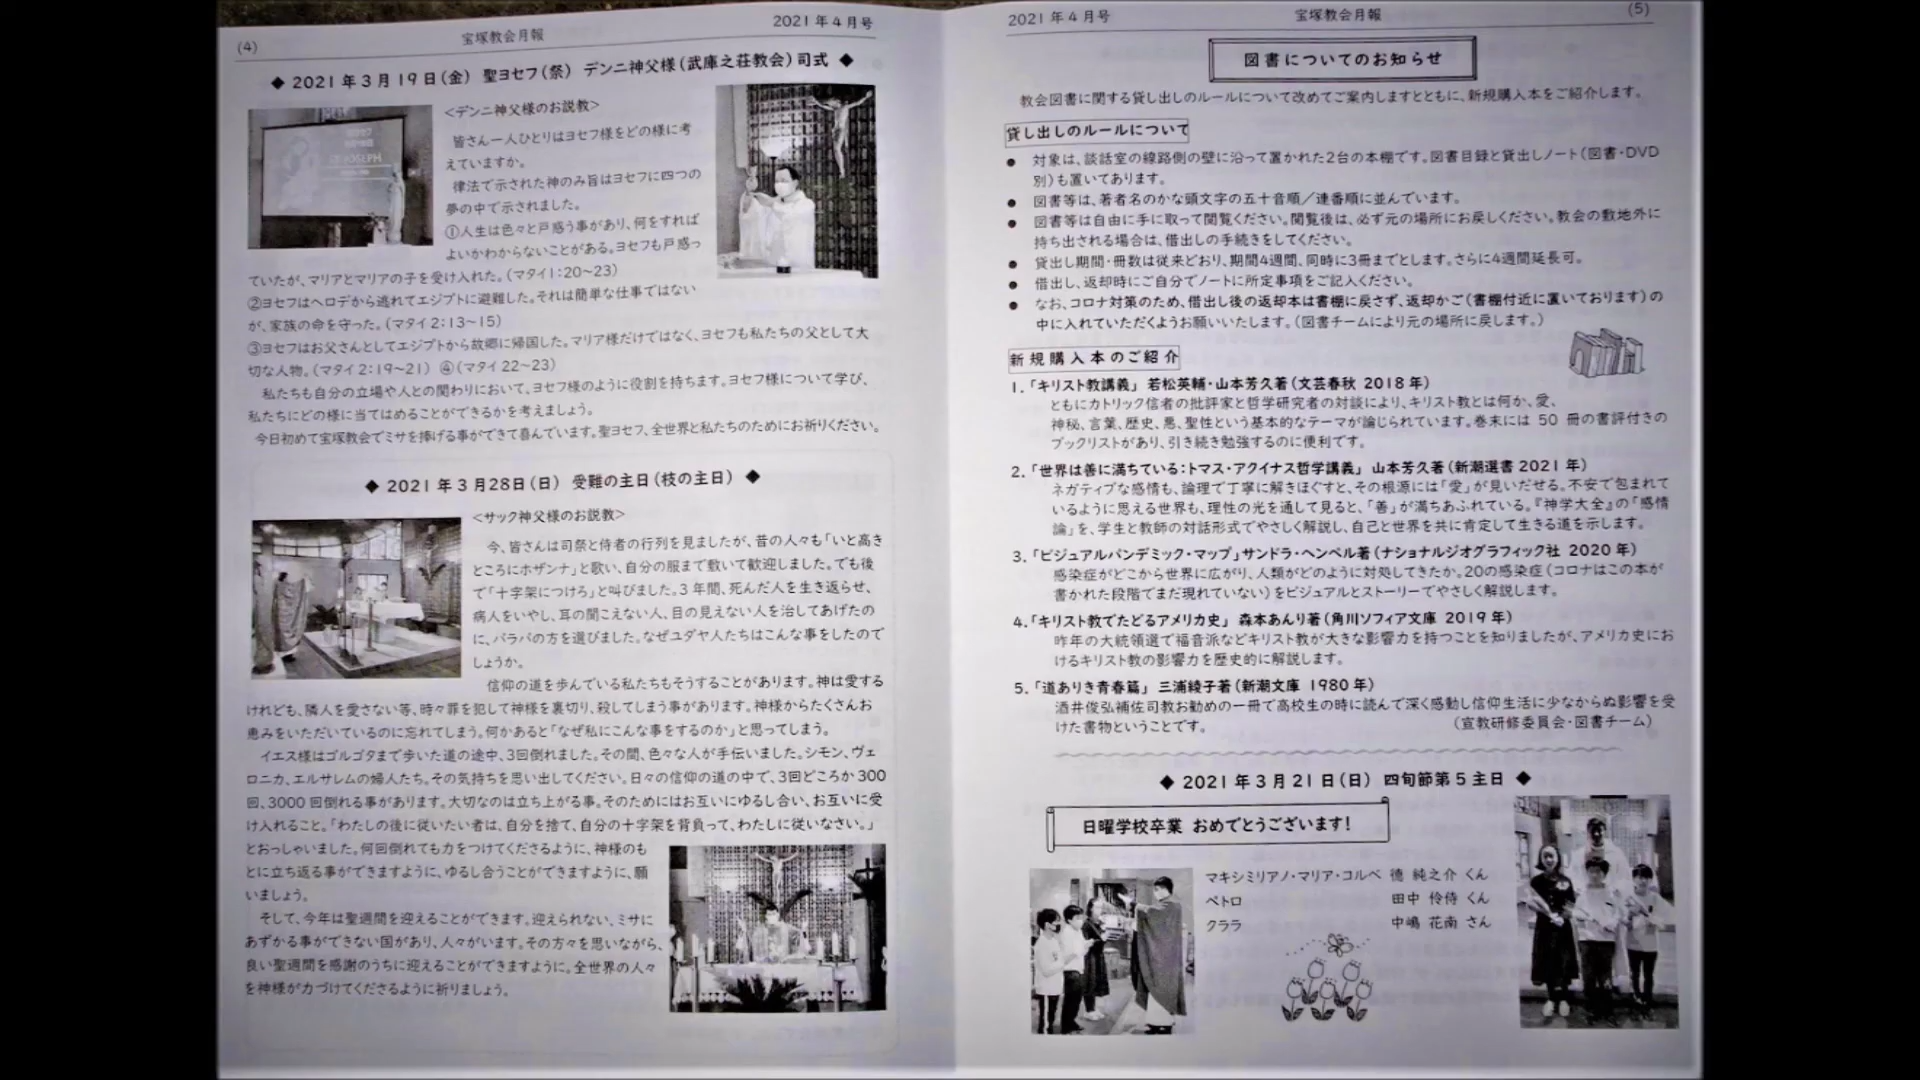 (4)
宝塚教会月報
2021年4月号
◆ 2021年3月19日(金) 聖ヨセフ(祭) デンニ神父様(武庫之荘教会)司式 ◆
<デンニ神父様のお説教>
皆さん一人ひとりはヨセフ様をどの様に考
えていますか。
律法で示された神のみ旨はヨセフに四つの
夢の中で示されました。
①人生は色々と戸惑う事があり、何をすれば
よいかわからないことがある。ヨセフも戸惑っ
ていたが、マリアとマリアの子を受け入れた。(マタイ1:20~23)
②ヨセフはヘロデから逃れてエジプトに避難した。それは簡単な仕事ではない
が、家族の命を守った。(マタイ2:13~15)
③ヨセフはお父さんとしてエジプトから故郷に帰国した。マリア様だけではなく、ヨセフも私たちの父として大
切な人物。(マタイ2:19~21) ④(マタイ22~23)
私たちも自分の立場や人との関わりにおいて、ヨセフ様のように役割を持ちます。ヨセフ様について学び、
私たちにどの様に当てはめることができるかを考えましょう。
今日初めて宝塚教会でミサを捧げる事ができて喜んでいます。聖ヨセフ、全世界と私たちのためにお祈りください。
◆ 2021年3月28日(日) 受難の主日(枝の主日) ◆
<サック神父様のお説教>
今、皆さんは司祭と侍者の行列を見ましたが、昔の人々も「いと高き
ところにホザンナ」と歌い、自分の服まで敷いて歓迎しました。でも後
で「十字架につけろ」と叫びました。3年間、死んだ人を生き返らせ、
病人をいやし、耳の聞こえない人、目の見えない人を治してあげたの
に、バラバの方を選びました。なぜユダヤ人たちはこんな事をしたので
しょうか。
信仰の道を歩んでいる私たちもそうすることがあります。神は愛する
けれども、隣人を愛さない等、時々罪を犯して神様を裏切り、殺してしまう事があります。神様からたくさんお
恵みをいただいているのに忘れてしまう。何かあると「なぜ私にこんな事をするのか」と思ってしまう。
イエス様はゴルゴタまで歩いた道の途中、3回倒れました。その間、色々な人が手伝いました。シモン、ヴェ
ロニカ、エルサレムの婦人たち。その気持ちを思い出してください。日々の信仰の道の中で、3回どころか300
回、3000回倒れる事があります。大切なのは立ち上がる事。そのためにはお互いにゆるし合い、お互いに受
け入れること。「わたしの後に従いたい者は、自分を捨て、自分の十字架を背負って、わたしに従いなさい。」
とおっしゃいました。何回倒れても力をつけてくださるように、神様のも
とに立ち返る事ができますように、ゆるし合うことができますように、願
いましょう。
そして、今年は聖週間を迎えることができます。迎えられない、ミサに
あずかる事ができない国があり、人々がいます。その方々を思いながら、
良い聖週間を感謝のうちに迎えることができますように。全世界の人々
を神様が力づけてくださるように祈りましょう。
2021年4月号
宝塚教会月報
(5)
図書についてのお知らせ
教会図書に関する貸し出しのルールについて改めてご案内しますとともに、新規購入本をご紹介します。
貸し出しのルールについて
● 対象は、談話室の線路側の壁に沿って置かれた2台の本棚です。図書目録と貸出しノート(図書・DVD
別)も置いてあります。
● 図書等は、著者名のかな頭文字の五十音順/連番順に並んでいます。
● 図書等は自由に手に取って閲覧ください。閲覧後は、必ず元の場所にお戻しください。教会の敷地外に
持ち出される場合は、借出しの手続きをしてください。
● 貸出し期間・冊数は従来どおり、期間4週間、同時に3冊までとします。さらに4週間延長可。
● 借出し、返却時にご自分でノートに所定事項をご記入ください。
● なお、コロナ対策のため、借出し後の返却本は書棚に戻さず、返却かご(書棚付近に置いております)の
中に入れていただくようお願いいたします。(図書チームにより元の場所に戻します。)
新規購入本のご紹介
1.「キリスト教講義」 若松英輔・山本芳久著(文芸春秋 2018年)
ともにカトリック信者の批評家と哲学研究者の対談により、キリスト教とは何か、愛、
神秘、言葉、歴史、悪、聖性という基本的なテーマが論じられています。巻末には 50 冊の書評付きの
ブックリストがあり、引き続き勉強するのに便利です。
2.「世界は善に満ちている:トマス・アクイナス哲学講義」 山本芳久著(新潮選書 2021年)
ネガティブな感情も、論理で丁寧に解きほぐすと、その根源には「愛」が見いだせる。不安で包まれて
いるように思える世界も、理性の光を通して見ると、「善」が満ちあふれている。『神学大全』の「感情
論」を、学生と教師の対話形式でやさしく解説し、自己と世界を共に肯定して生きる道を示します。
3.「ビジュアルパンデミック・マップ」サンドラ・ヘンペル著(ナショナルジオグラフィック社 2020年)
感染症がどこから世界に広がり、人類がどのように対処してきたか。20の感染症(コロナはこの本が
書かれた段階でまだ現れていない)をビジュアルとストーリーでやさしく解説します。
4.「キリスト教でたどるアメリカ史」 森本あんり著(角川ソフィア文庫 2019年)
昨年の大統領選で福音派などキリスト教が大きな影響力を持つことを知りましたが、アメリカ史にお
けるキリスト教の影響力を歴史的に解説します。
5.「道ありき青春篇」 三浦綾子著(新潮文庫 1980年)
酒井俊弘補佐司教お勧めの一冊で高校生の時に読んで深く感動し信仰生活に少なからぬ影響を受
けた書物ということです。 (宣教研修委員会・図書チーム)
◆ 2021年3月21日(日) 四旬節第5主日 ◆
日曜学校卒業 おめでとうございます!
マキシミリアノ・マリア・コルベ 德 純之介 くん
ペトロ 田中 伶侍 くん
クララ 中嶋 花南 さん